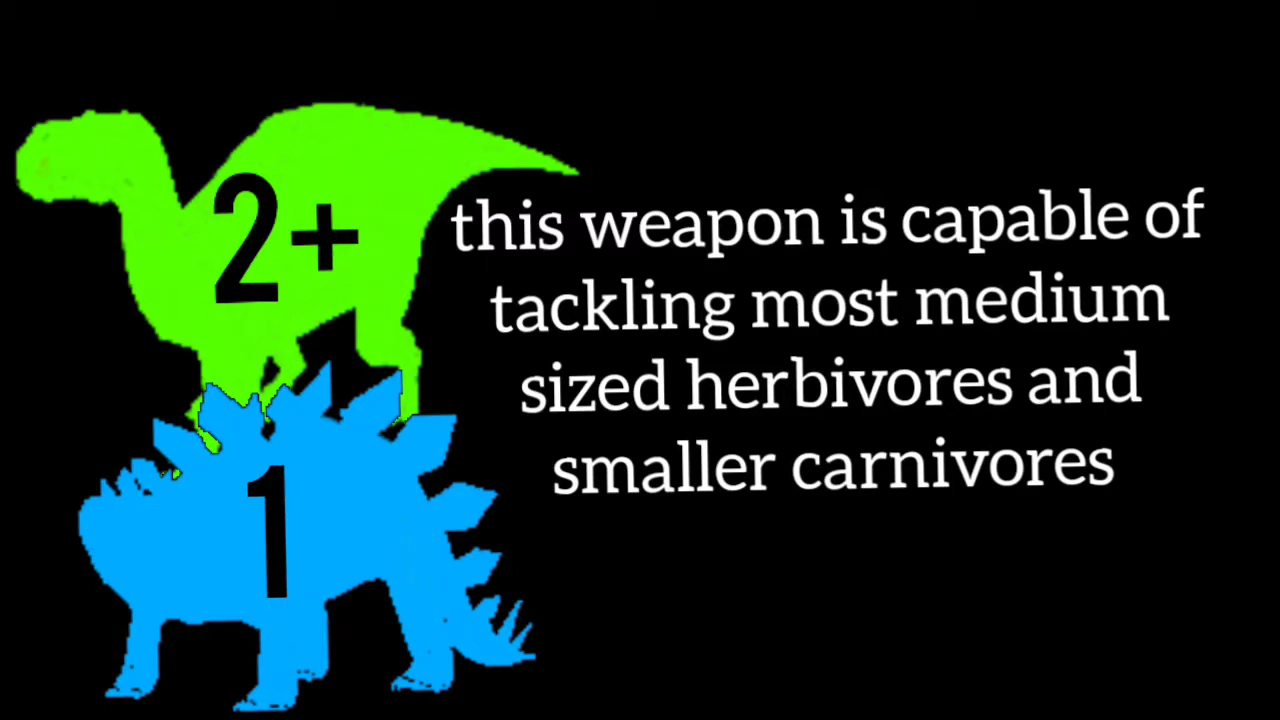 2+
this weapon is capable of
tackling most medium
sized herbivores and
smaller carnivores
1